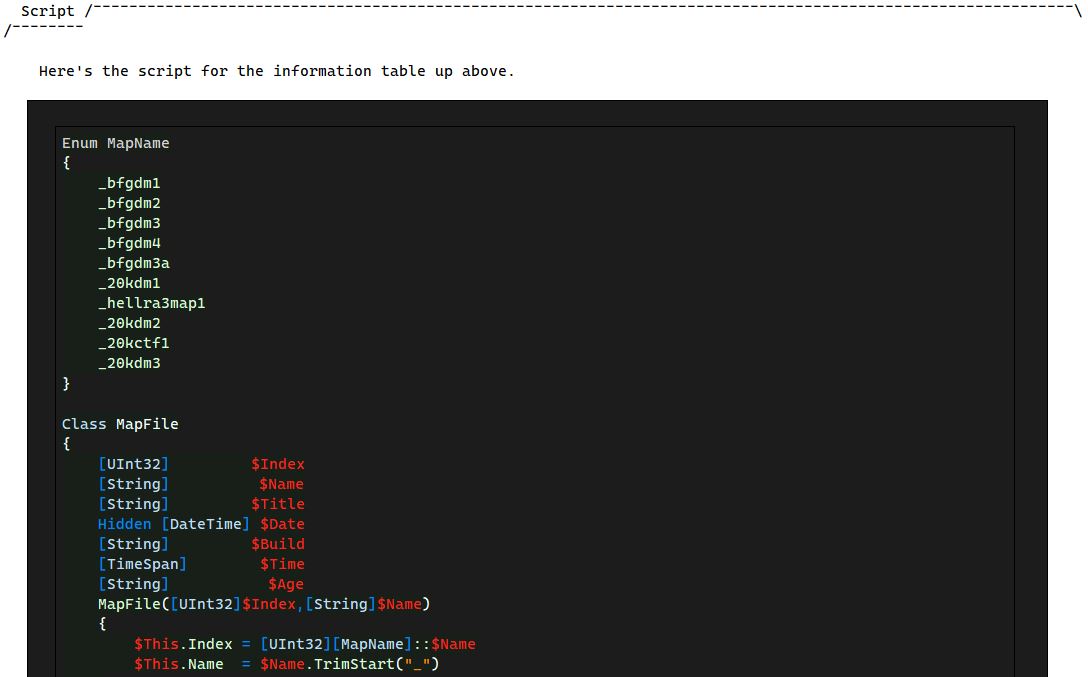 Script /¯¯¯¯¯¯¯¯¯¯¯¯¯¯¯¯¯¯¯¯¯¯¯¯¯¯¯¯¯¯¯¯¯¯¯¯¯¯¯¯¯¯¯¯¯¯¯¯¯¯¯¯¯¯¯¯¯¯¯¯¯¯¯¯¯¯¯¯¯¯¯¯¯¯¯¯¯¯¯¯¯¯¯¯¯¯¯¯¯¯¯¯¯¯¯¯¯¯¯¯¯¯¯¯¯¯¯¯¯\
/¯¯¯¯¯¯¯¯
Here's the script for the information table up above.
Enum MapName
{
    _bfgdm1
    _bfgdm2
    _bfgdm3
    _bfgdm4
    _bfgdm3a
    _20kdm1
    _hellra3map1
    _20kdm2
    _20kctf1
    _20kdm3
}
Class MapFile
{
    [UInt32]         $Index
    [String]          $Name
    [String]         $Title
    Hidden [DateTime] $Date
    [String]         $Build
    [TimeSpan]        $Time
    [String]           $Age
    MapFile([UInt32]$Index,[String]$Name)
    {
        $This.Index = [UInt32][MapName]::$Name
        $This.Name  = $Name.TrimStart("_")